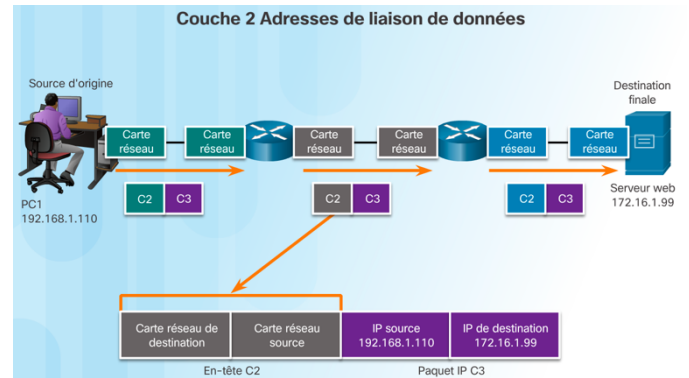 Couche 2 Adresses de liaison de données
Source d'origine
Destination
finale
Carte
réseau
Carte
réseau
Carte
réseau
Carte
réseau
Carte
réseau
Carte
réseau
PC1
192.168.1.110
C2 C3
C2 C3
C2 C3
Serveur web
172.16.1.99
Carte réseau de
destination
Carte réseau
source
IP source
192.168.1.110
IP de destination
172.16.1.99
En-tête C2
Paquet IP C3